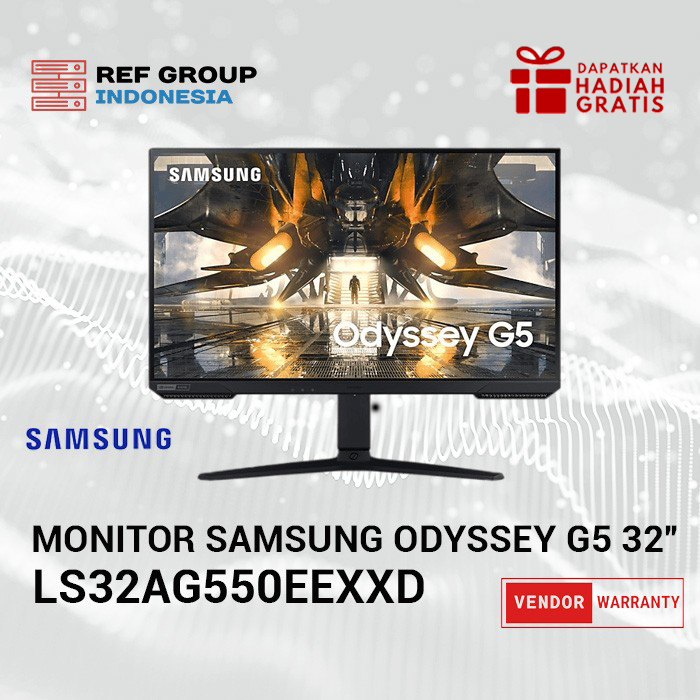 REF GROUP
INDONESIA
DAPATKAN
HADIAH
GRATIS
SAMSUNG
Odyssey G5
SAMSUNG
MONITOR SAMSUNG ODYSSEY G5 32"
LS32AG550EEXXD
VENDOR WARRANTY